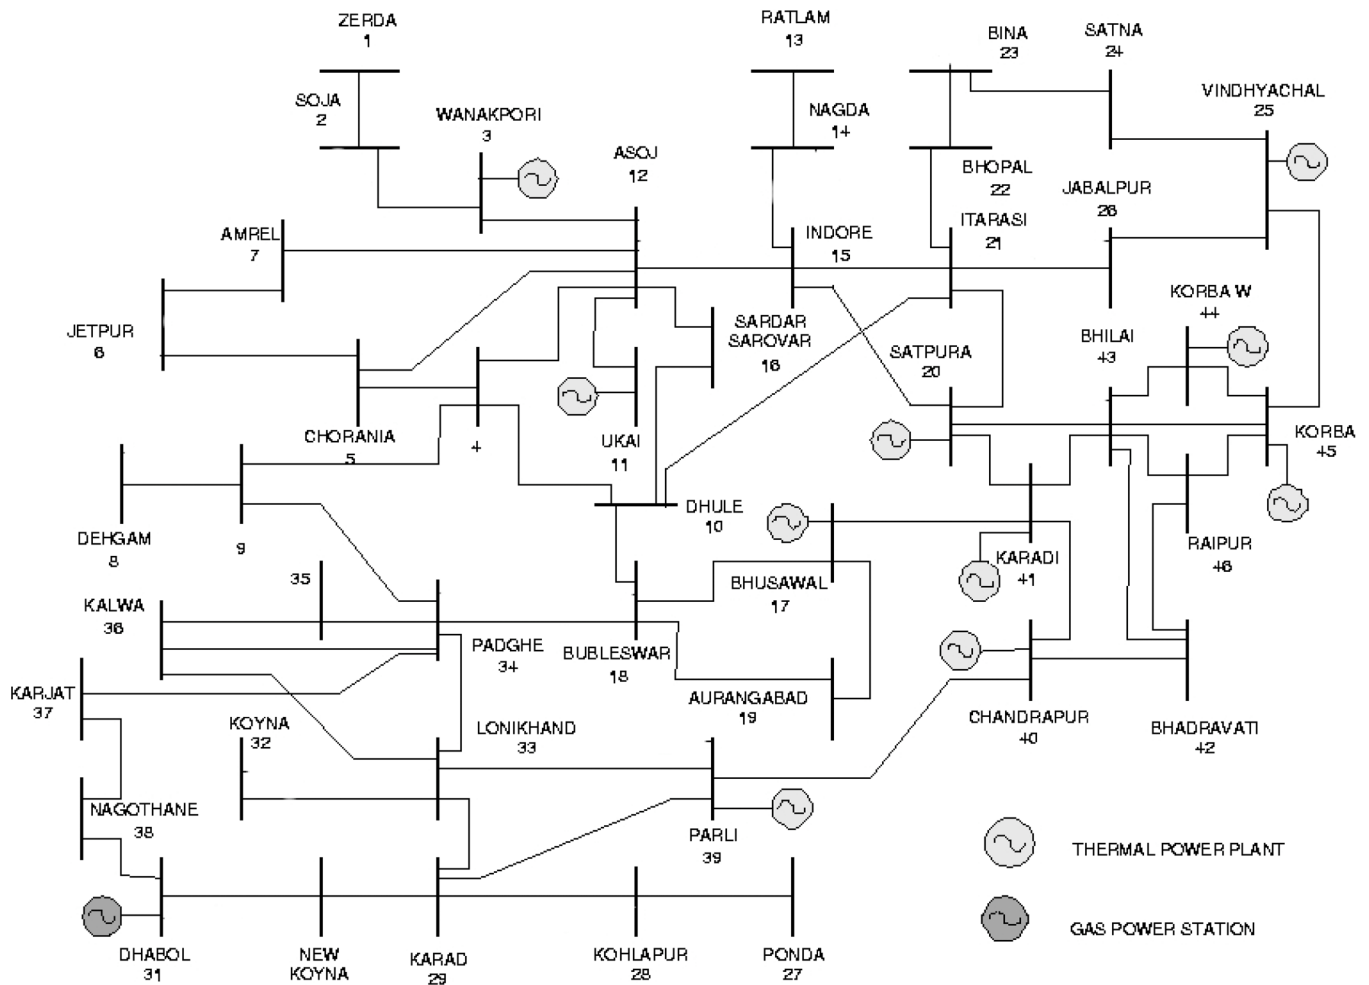 ZERDA
1
RATLAM
13
BINA
23
SATNA
24
SOJA
2
WANAKPORI
3
NAGDA
14
VINDHYACHAL
25
ASOJ
12
BHOPAL
22
JABALPUR
26
AMREL
7
INDORE
15
ITARASI
21
KORBA W
44
JETPUR
6
SARDAR
SAROVAR
16
SATPURA
20
BHILAI
43
CHORANIA
5
4
UKAI
11
KORBA
45
DEHGAM
8
9
DHULE
10
RAIPUR
46
KARADI
41
35
BHUSAWAL
17
KALWA
36
PADGHE
34
BUBLESWAR
18
KARJAT
37
AURANGABAD
19
CHANDRAPUR
40
BHADRAVATI
42
KOYNA
32
LONIKHAND
33
NAGOTHANE
38
PARLI
39
THERMAL POWER PLANT
GAS POWER STATION
DHABOL
31
NEW
KOYNA
KARAD
29
KOHLAPUR
28
PONDA
27